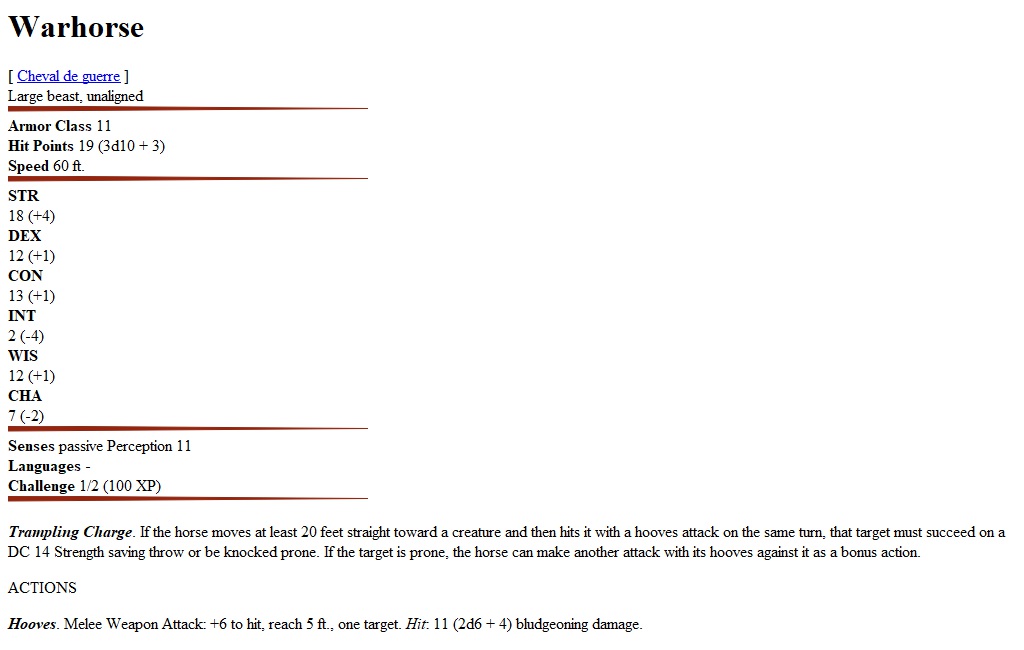 Warhorse
[ Cheval de guerre ]
Large beast, unaligned
Armor Class 11
Hit Points 19 (3d10 + 3)
Speed 60 ft.
STR
18 (+4)
DEX
12 (+1)
CON
13 (+1)
INT
2 (-4)
WIS
12 (+1)
CHA
7 (-2)
Senses passive Perception 11
Languages -
Challenge 1/2 (100 XP)
Trampling Charge. If the horse moves at least 20 feet straight toward a creature and then hits it with a hooves attack on the same turn, that target must succeed on a
DC 14 Strength saving throw or be knocked prone. If the target is prone, the horse can make another attack with its hooves against it as a bonus action.
ACTIONS
Hooves. Melee Weapon Attack: +6 to hit, reach 5 ft., one target. Hit: 11 (2d6 + 4) bludgeoning damage.